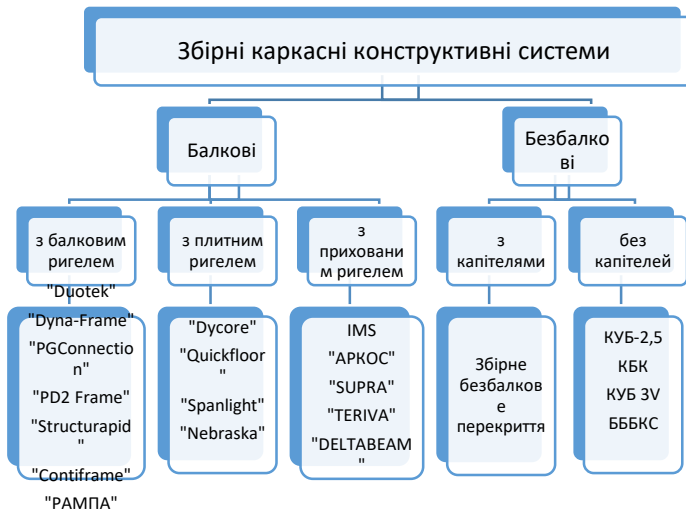 Збірні каркасні конструктивні системи
Балкові
Безбалко
ві
з балковим
ригелем
з плитним
ригелем
з
приховани
м ригелем
з
капітелями
без
капітелей
"Duotek"
"Dyna-Frame"
"PGConnectio
n"
"PD2 Frame"
"Structurapid
"
"Contiframe"
"РАМПА"
"Dycore"
"Quickfloor
"
"Spanlight"
"Nebraska"
IMS
"АРКОС"
"SUPRA"
"TERIVA"
"DELTABEAM
"
Збірне
безбалков
е
перекриття
КУБ-2,5
КБК
КУБ 3V
БББКС